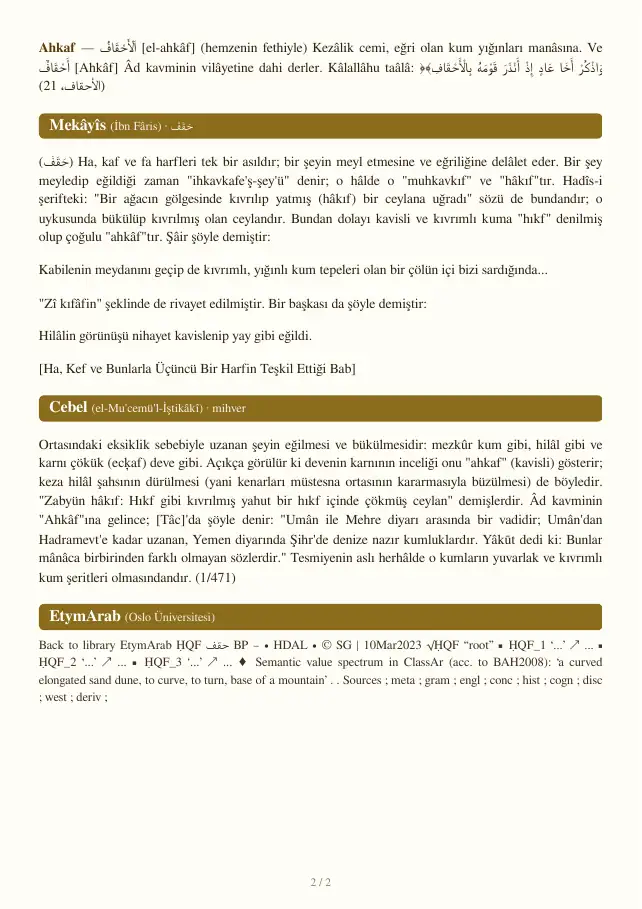 Ahkaf — اَلْأَحْقَافُ [el-ahkâf] (hemzenin fethiyle) Kezâlik cemi, eğri olan kum yığınları manâsına. Ve
أَحْقَافٌ [Ahkâf] Âd kavminin vilâyetine dahi derler. Kâlallâhu taâlâ: ﴿وَاذْكُرْ أَخَا عَادٍ إِذْ أَنْذَرَ قَوْمَهُ بِالْأَحْقَافِ﴾
(الأحقاف، 21)
Mekâyîs (İbn Fâris) · حقف
(حَقَفَ) Ha, kaf ve fa harfleri tek bir asıldır; bir şeyin meyl etmesine ve eğriliğine delâlet eder. Bir şey
meyledip eğildiği zaman "ihkavkafe'ş-şey'ü" denir; o hâlde o "muhkavkıf" ve "hâkıf"tır. Hadîs-i
şerifteki: "Bir ağacın gölgesinde kıvrılıp yatmış (hâkıf) bir ceylana uğradı" sözü de bundandır; o
uykusunda bükülüp kıvrılmış olan ceylandır. Bundan dolayı kavisli ve kıvrımlı kuma "hıkf" denilmiş
olup çoğulu "ahkâf"tır. Şâir şöyle demiştir:
Kabilenin meydanını geçip de kıvrımlı, yığınlı kum tepeleri olan bir çölün içi bizi sardığında...
"Zî kıfâfin" şeklinde de rivayet edilmiştir. Bir başkası da şöyle demiştir:
Hilâlin görünüşü nihayet kavislenip yay gibi eğildi.
[Ha, Kef ve Bunlarla Üçüncü Bir Harfin Teşkil Ettiği Bab]
Cebel (el-Mu'cemü'l-İştikâkî) · mihver
Ortasındaki eksiklik sebebiyle uzanan şeyin eğilmesi ve bükülmesidir: mezkûr kum gibi, hilâl gibi ve
karnı çökük (ecḳaf) deve gibi. Açıkça görülür ki devenin karnının inceliği onu "ahkaf" (kavisli) gösterir;
keza hilâl şahsının dürülmesi (yani kenarları müstesna ortasının kararmasıyla büzülmesi) de böyledir.
"Zabyün hâkıf: Hıkf gibi kıvrılmış yahut bir hıkf içinde çökmüş ceylan" demişlerdir. Âd kavminin
"Ahkâf"ına gelince; [Tâc]'da şöyle denir: "Umân ile Mehre diyarı arasında bir vadidir; Umân'dan
Hadramevt'e kadar uzanan, Yemen diyarında Şihr'de denize nazır kumluklardır. Yâkūt dedi ki: Bunlar
mânâca birbirinden farklı olmayan sözlerdir." Tesmiyenin aslı herhâlde o kumların yuvarlak ve kıvrımlı
kum şeritleri olmasındandır. (1/471)
EtymArab (Oslo Üniversitesi)
Back to library EtymArab ḤQF حقف BP – • HDAL • © SG | 10Mar2023 √ḤQF “root” ▪ ḤQF_1 ‘...’ ↗ ... ▪
ḤQF_2 ‘...’ ↗ ... ▪ ḤQF_3 ‘...’ ↗ ... ♦ Semantic value spectrum in ClassAr (acc. to BAH2008): ‘a curved
elongated sand dune, to curve, to turn, base of a mountain’ . . Sources ; meta ; gram ; engl ; conc ; hist ; cogn ; disc
; west ; deriv ;
2 / 2